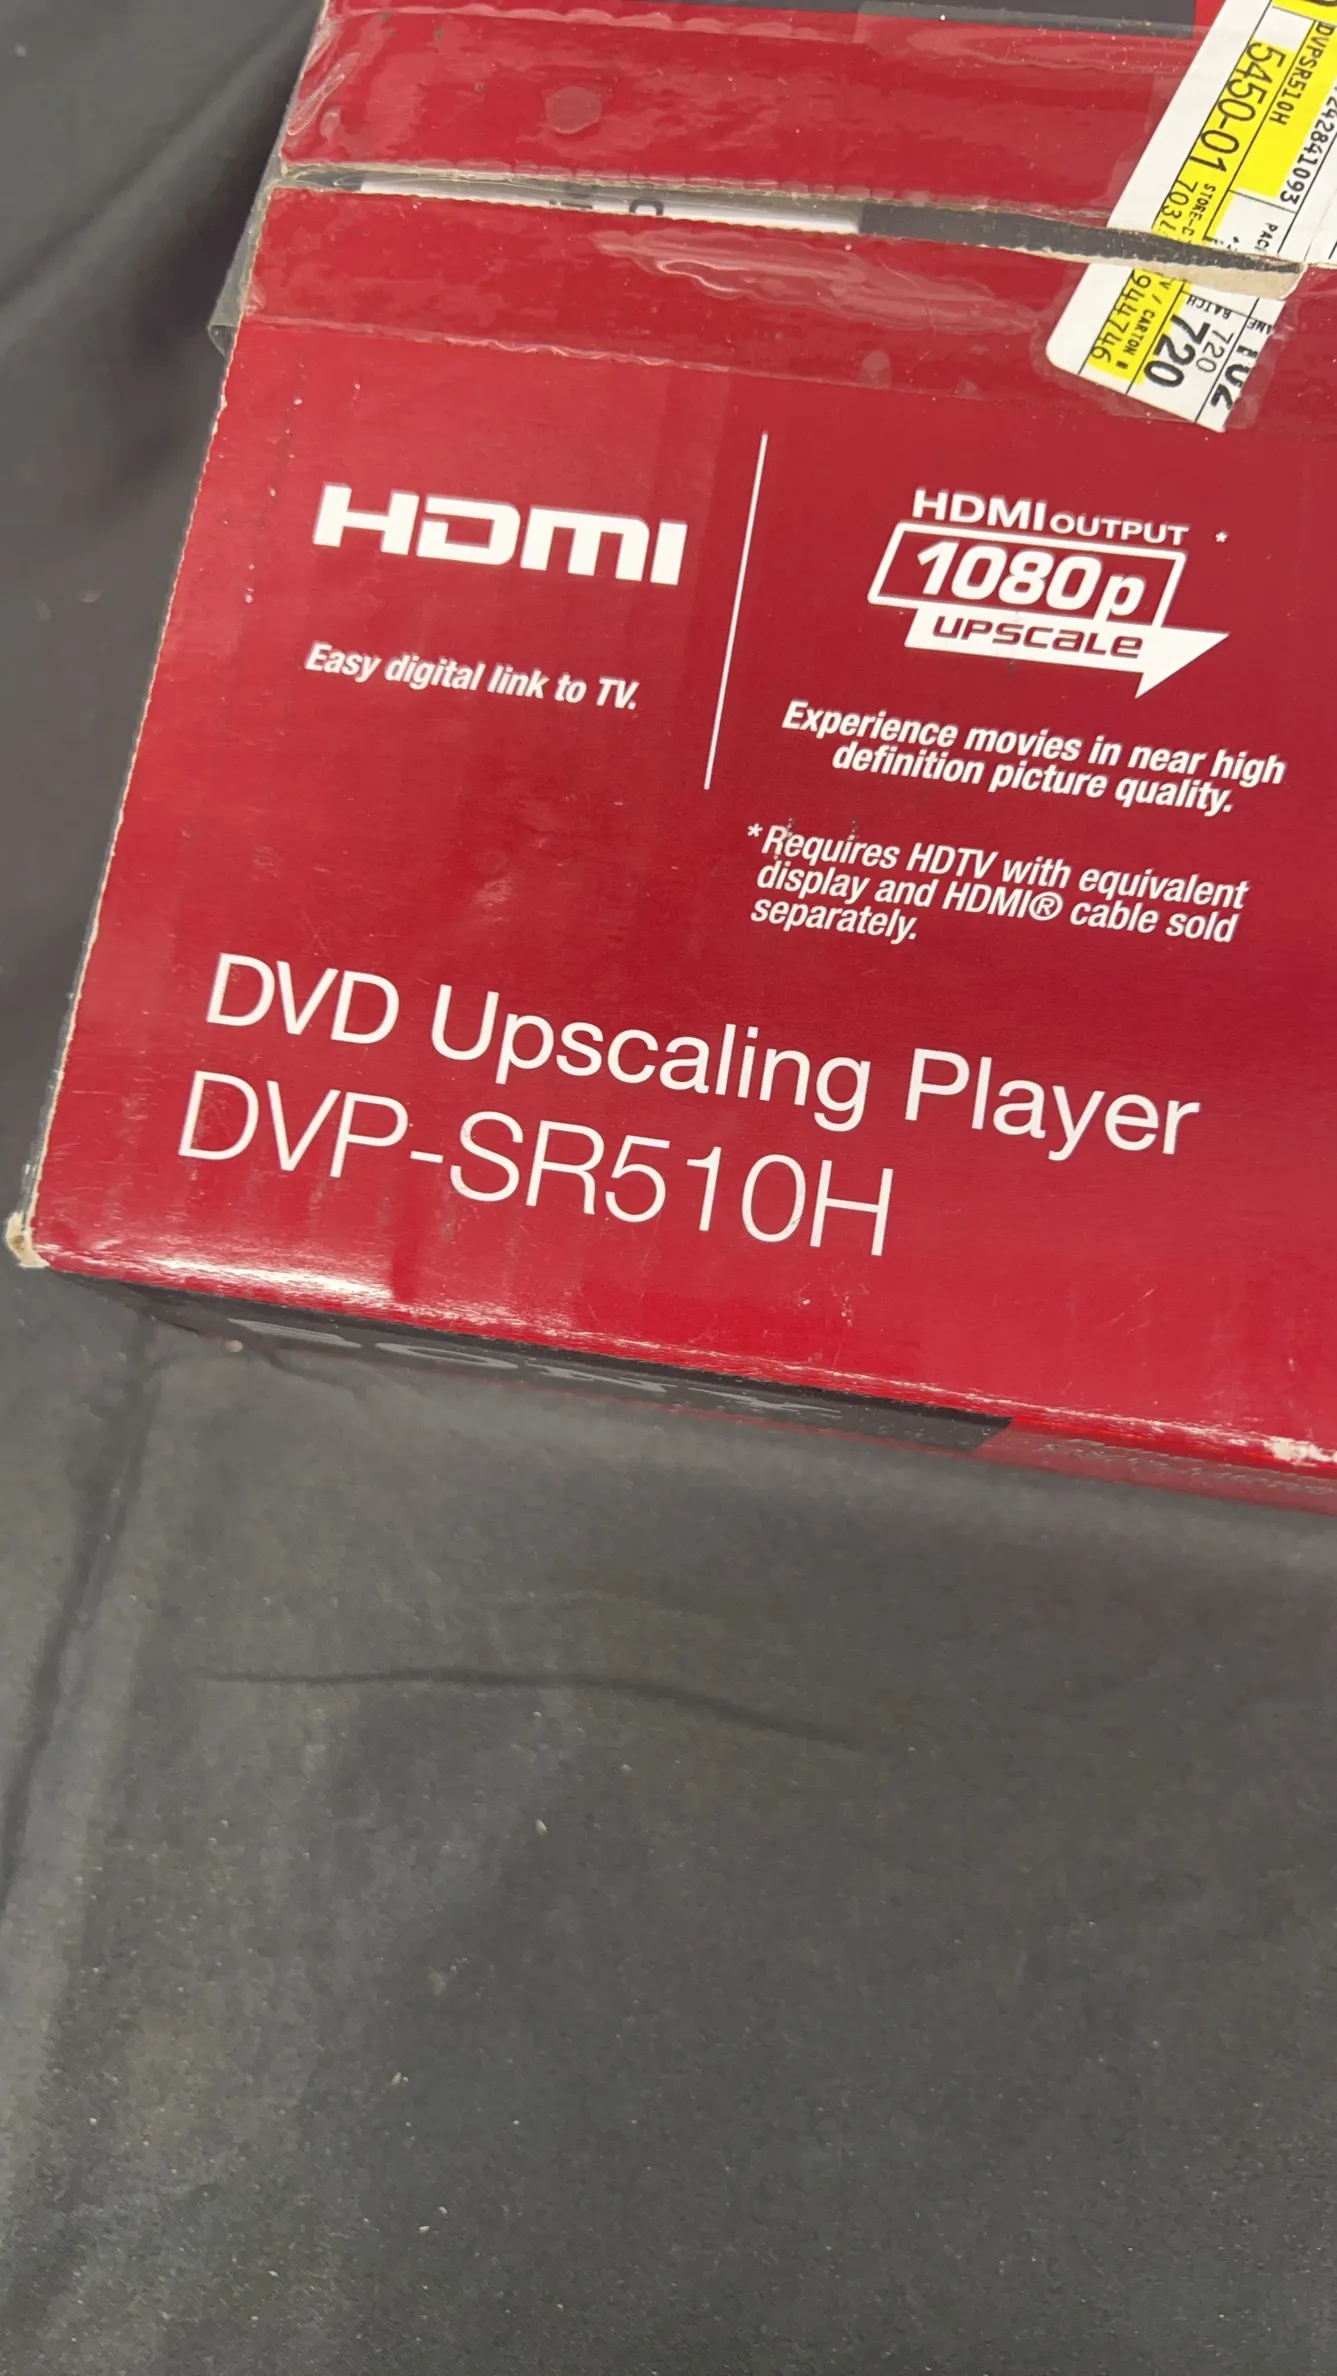 DVPSR510H
5450-01
STORE-
720
720
HDMI
Easy digital link to TV.
HDMI OUTPUT *
1080p
UPSCALE
Experience movies in near high
definition picture quality.
*Requires HDTV with equivalent
display and HDMI® cable sold
separately.
DVD Upscaling Player
DVP-SR510H
SONY